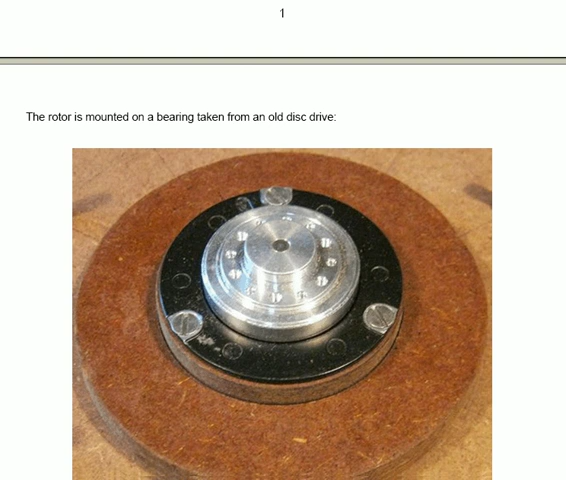 1
The rotor is mounted on a bearing taken from an old disc drive: